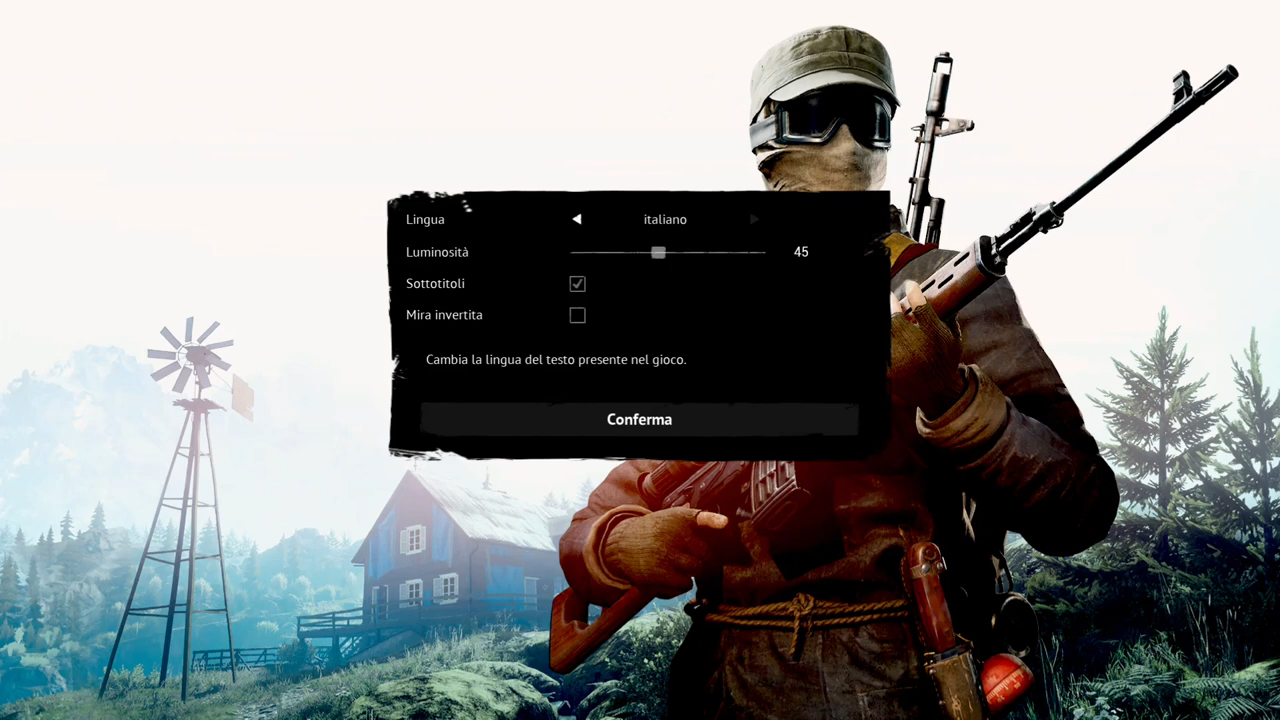 Lingua italiano
Luminosità 45
Sottotitoli
Mira invertita
Cambia la lingua del testo presente nel gioco.
Conferma